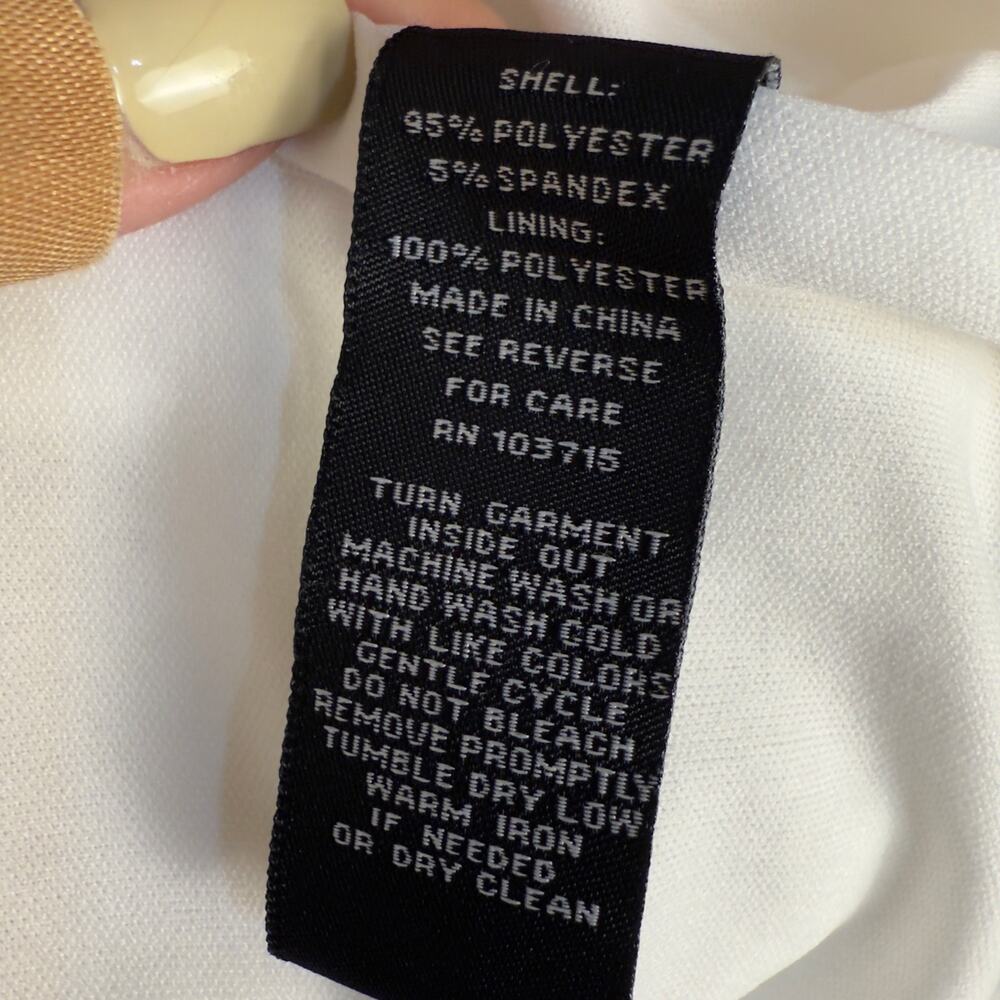 SHELL:
95% POLYESTER
5% SPANDEX
LINING:
100% POLYESTER
MADE IN CHINA
SEE REVERSE
FOR CARE
RN 103715
TURN GARMENT
INSIDE OUT
MACHINE WASH OR
HAND WASH COLD
WITH LIKE COLORS
GENTLE CYCLE
DO NOT BLEACH
REMOVE PROMPTLY
TUMBLE DRY LOW
WARM IRON
IF NEEDED
OR DRY CLEAN